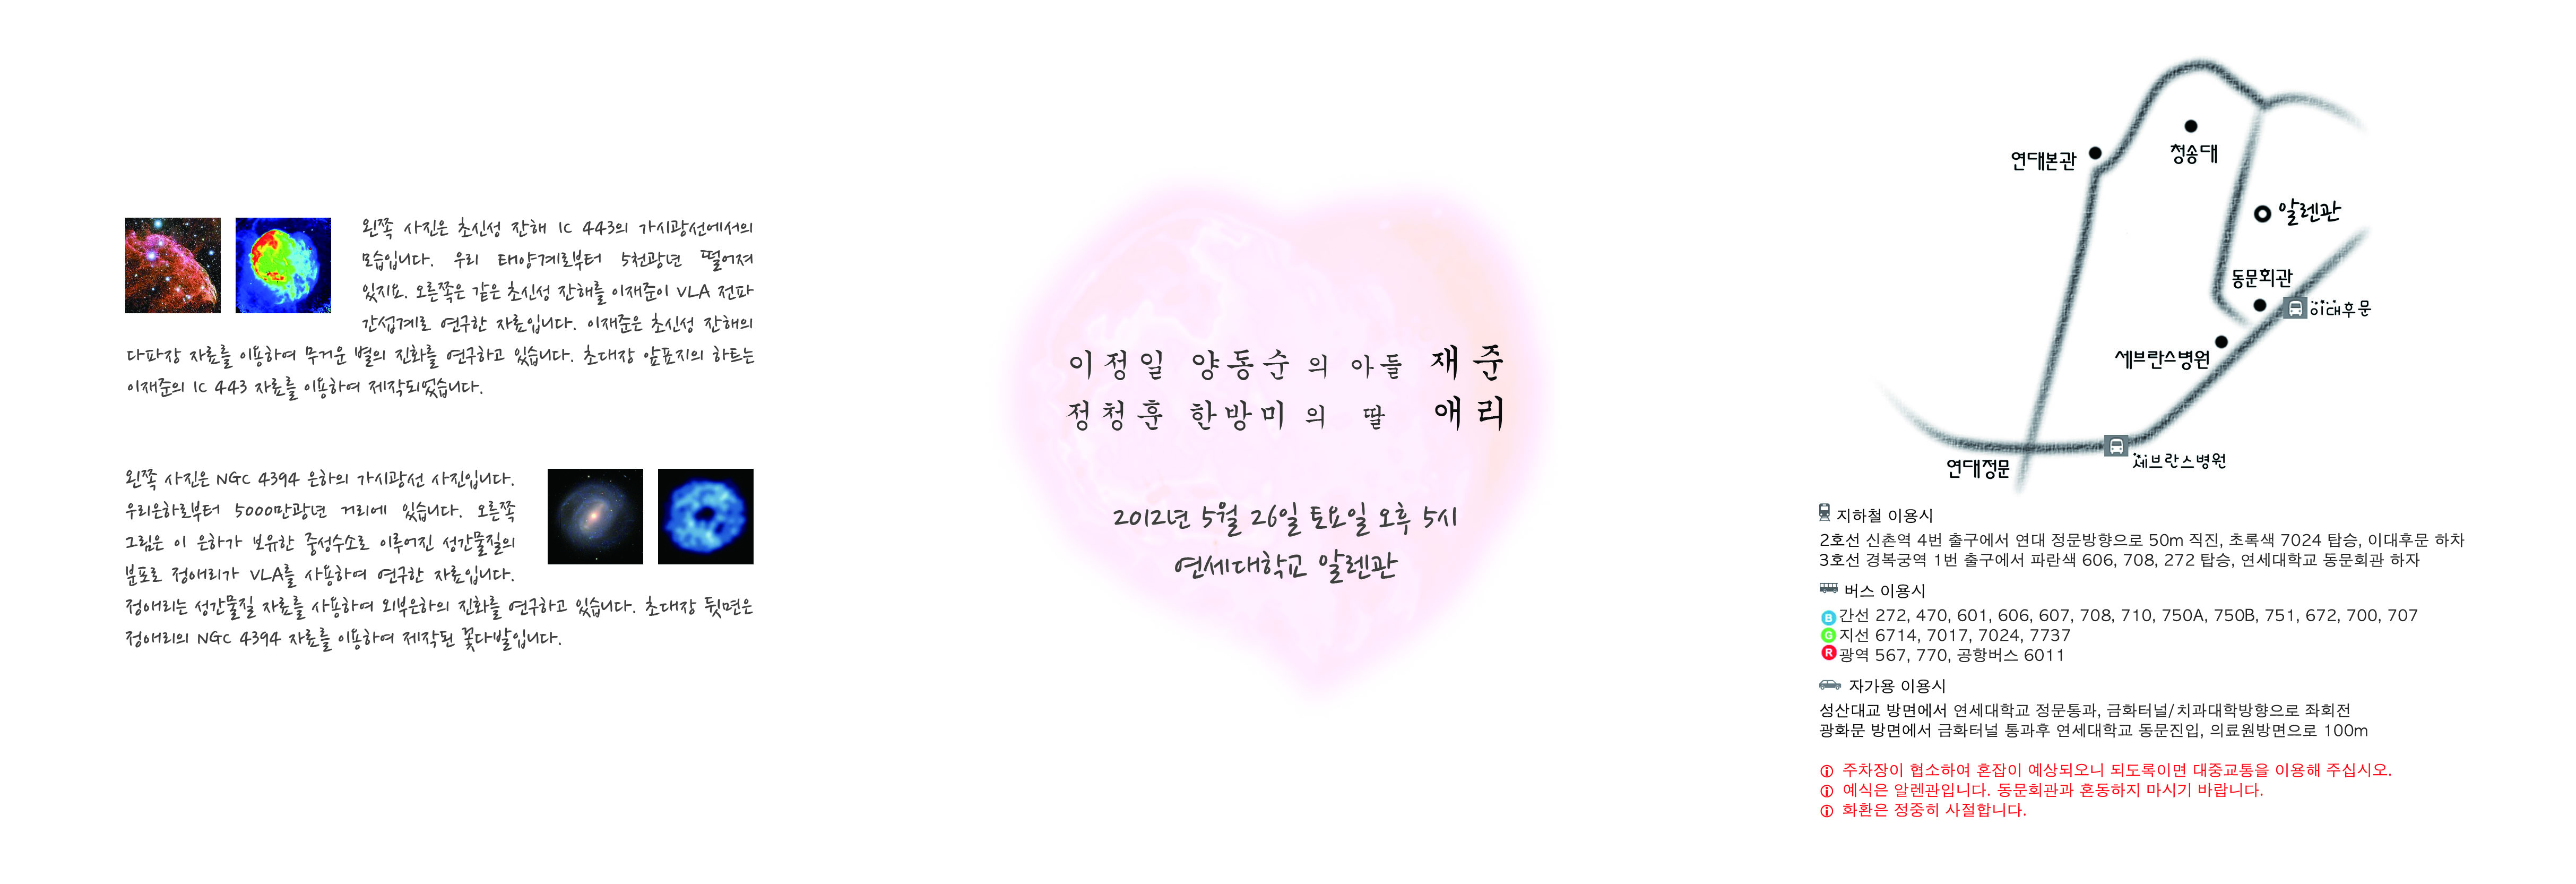 왼쪽 사진은 초신성 잔해 IC 443의 가시광선에서의
모습입니다. 우리 태양계로부터 5천광년 떨어져
있지요. 오른쪽은 같은 초신성 잔해를 이재준이 VLA 전파
간섭계로 연구한 자료입니다. 이재준은 초신성 잔해의
다파장 자료를 이용하여 무거운 별의 진화를 연구하고 있습니다. 초대장 앞표지의 하트는
이재준의 IC 443 자료를 이용하여 제작되었습니다.
왼쪽 사진은 NGC 4394 은하의 가시광선 사진입니다.
우리은하로부터 5000만광년 거리에 있습니다. 오른쪽
그림은 이 은하가 보유한 중성수소로 이루어진 성간물질의
분포로 정애리가 VLA를 사용하여 연구한 자료입니다.
정애리는 성간물질 자료를 사용하여 외부은하의 진화를 연구하고 있습니다. 초대장 뒷면은
정애리의 NGC 4394 자료를 이용하여 제작된 꽃다발입니다.
이정일 양동순 의 아들 재준
정청훈 한방미 의 딸 애리
2012년 5월 26일 토요일 오후 5시
연세대학교 알렌관
청송대
연대본관
알렌관
동문회관
이대후문
세브란스병원
세브란스병원
연대정문
지하철 이용시
2호선 신촌역 4번 출구에서 연대 정문방향으로 50m 직진, 초록색 7024 탑승, 이대후문 하차
3호선 경복궁역 1번 출구에서 파란색 606, 708, 272 탑승, 연세대학교 동문회관 하자
버스 이용시
B 간선 272, 470, 601, 606, 607, 708, 710, 750A, 750B, 751, 672, 700, 707
G 지선 6714, 7017, 7024, 7737
R 광역 567, 770, 공항버스 6011
자가용 이용시
성산대교 방면에서 연세대학교 정문통과, 금화터널/치과대학방향으로 좌회전
광화문 방면에서 금화터널 통과후 연세대학교 동문진입, 의료원방면으로 100m
주차장이 협소하여 혼잡이 예상되오니 되도록이면 대중교통을 이용해 주십시오.
예식은 알렌관입니다. 동문회관과 혼동하지 마시기 바랍니다.
화환은 정중히 사절합니다.